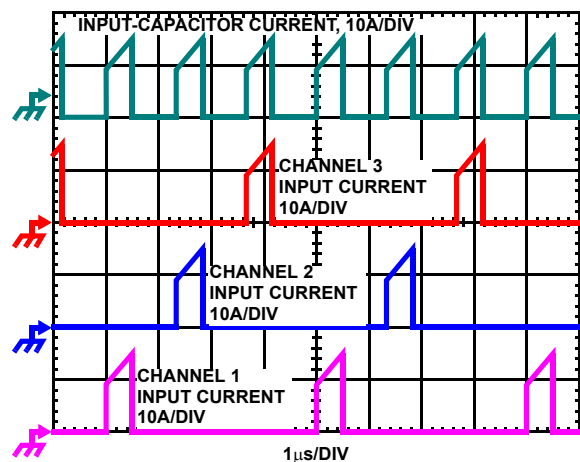 INPUT-CAPACITOR CURRENT, 10A/DIV
CHANNEL 3
INPUT CURRENT
10A/DIV
CHANNEL 2
INPUT CURRENT
10A/DIV
CHANNEL 1
INPUT CURRENT
10A/DIV
1μs/DIV